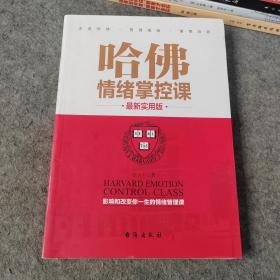 哈佛
情绪掌控课
最新实用版
HARVARD EMOTION
CONTROL CLASS
影响和改变你一生的情绪管理课
台海出版社